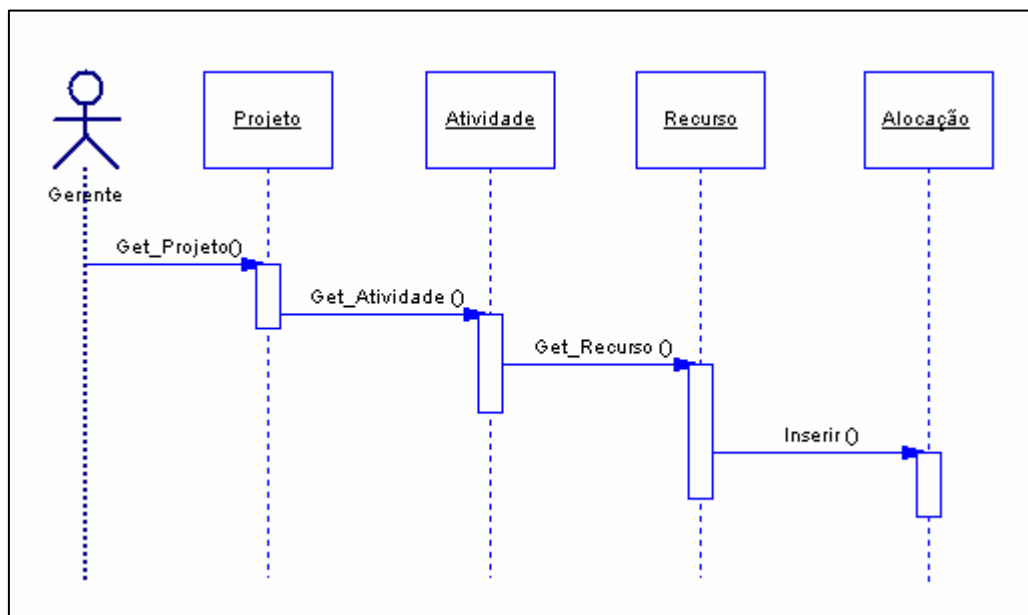 Projeto
Atividade
Recurso
Alocação
Gerente
Get_Projeto()
Get_Atividade ()
Get_Recurso ()
Inserir ()